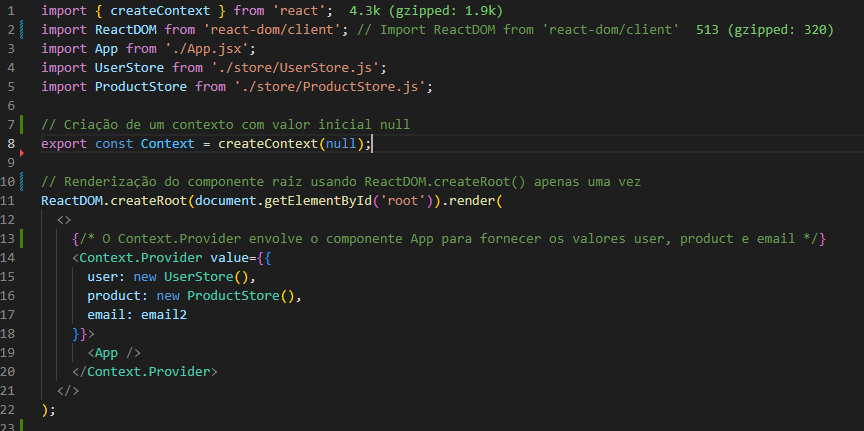 1 import { createContext } from 'react'; 4.3k (gzipped: 1.9k)
2 import ReactDOM from 'react-dom/client'; // Import ReactDOM from 'react-dom/client' 513 (gzipped: 320)
3 import App from './App.jsx';
4 import UserStore from './store/UserStore.js';
5 import ProductStore from './store/ProductStore.js';
6
7 // Criação de um contexto com valor inicial null
8 export const Context = createContext(null);
9
10 // Renderização do componente raiz usando ReactDOM.createRoot() apenas uma vez
11 ReactDOM.createRoot(document.getElementById('root')).render(
12 <>
13 {/* O Context.Provider envolve o componente App para fornecer os valores user, product e email */}
14 <Context.Provider value={{
15 user: new UserStore(),
16 product: new ProductStore(),
17 email: email2
18 }}>
19 <App />
20 </Context.Provider>
21 </>
22 );
23